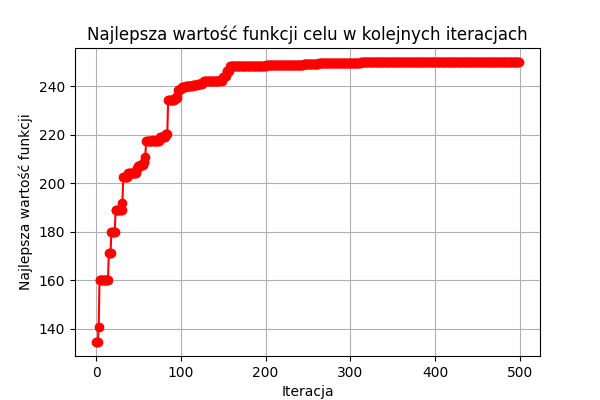 Najlepsza wartość funkcji celu w kolejnych iteracjach
Najlepsza wartość funkcji
240
220
200
180
160
140
0 100 200 300 400 500
Iteracja